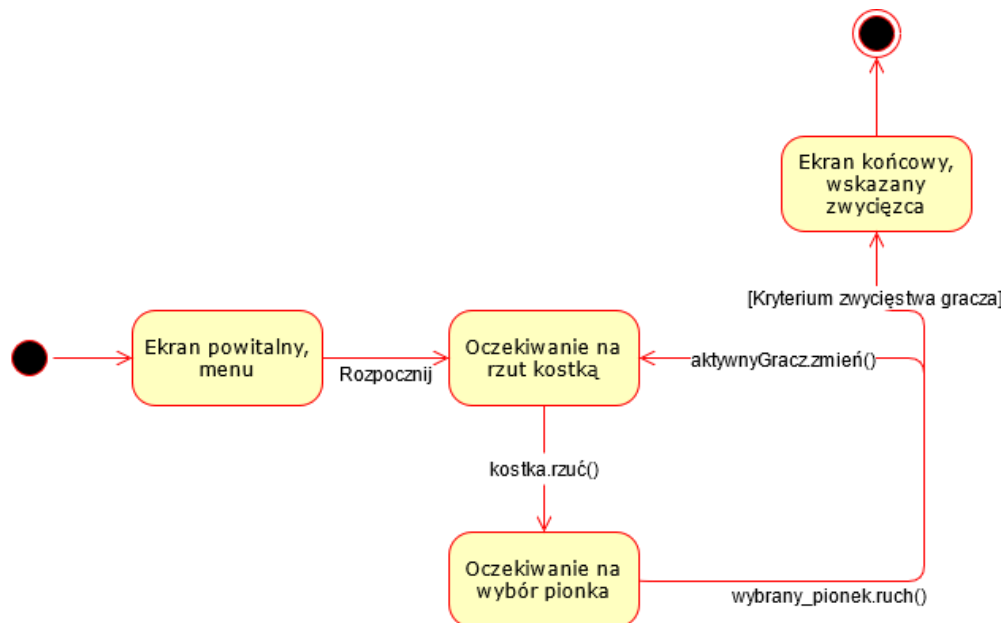 Ekran końcowy,
wskazany
zwycięzca
[Kryterium zwycięstwa gracza]
Ekran powitalny,
menu
Rozpocznij
Oczekiwanie na
rzut kostką
aktywnyGracz.zmień()
kostka.rzuć()
Oczekiwanie na
wybór pionka
wybrany_pionek.ruch()